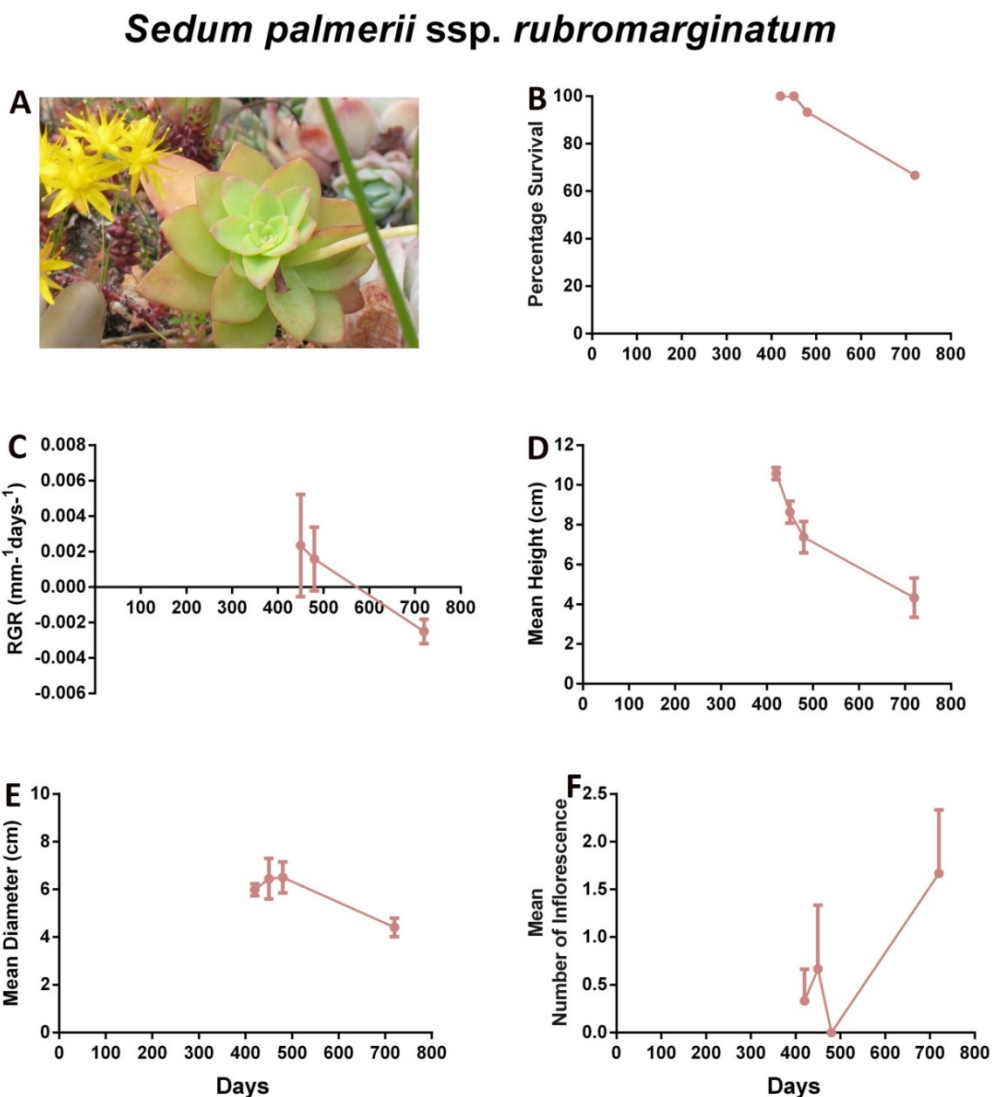 Sedum palmerii ssp. rubromarginatum
A
B
Percentage Survival
100
80
60
40
20
0
0 100 200 300 400 500 600 700 800
C
RGR (mm-¹days-¹)
0.008
0.006
0.004
0.002
0.000
-0.002
-0.004
-0.006
100 200 300 400 500 600 700 800
D
Mean Height (cm)
12
10
8
6
4
2
0
0 100 200 300 400 500 600 700 800
E
Mean Diameter (cm)
10
8
6
4
2
0
0 100 200 300 400 500 600 700 800
Days
F
Mean
Number of Inflorescence
2.5
2.0
1.5
1.0
0.5
0.0
0 100 200 300 400 500 600 700 800
Days